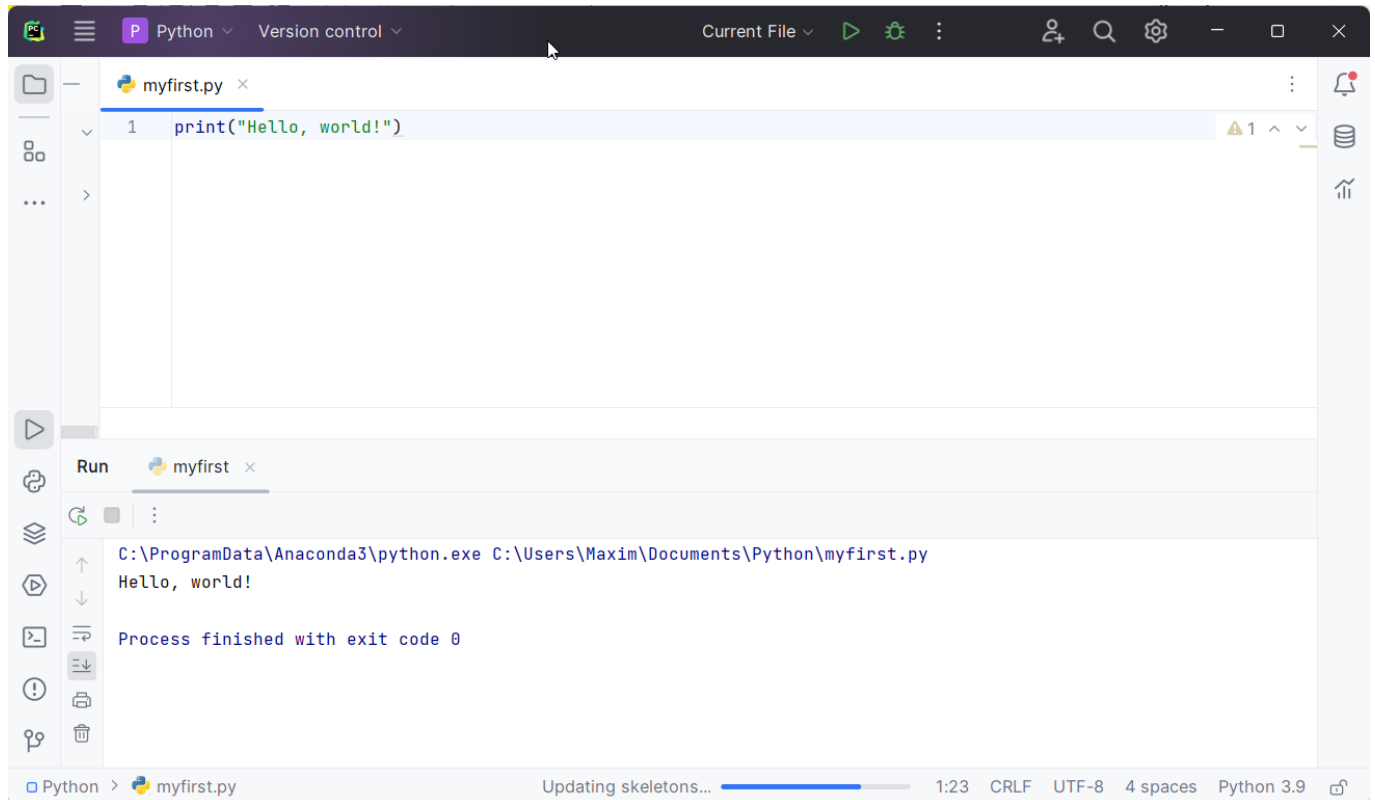 PC P Python Version control Current File
myfirst.py
1 print("Hello, world!") 1
Run myfirst
C:\ProgramData\Anaconda3\python.exe C:\Users\Maxim\Documents\Python\myfirst.py
Hello, world!
Process finished with exit code 0
Python > myfirst.py Updating skeletons... 1:23 CRLF UTF-8 4 spaces Python 3.9